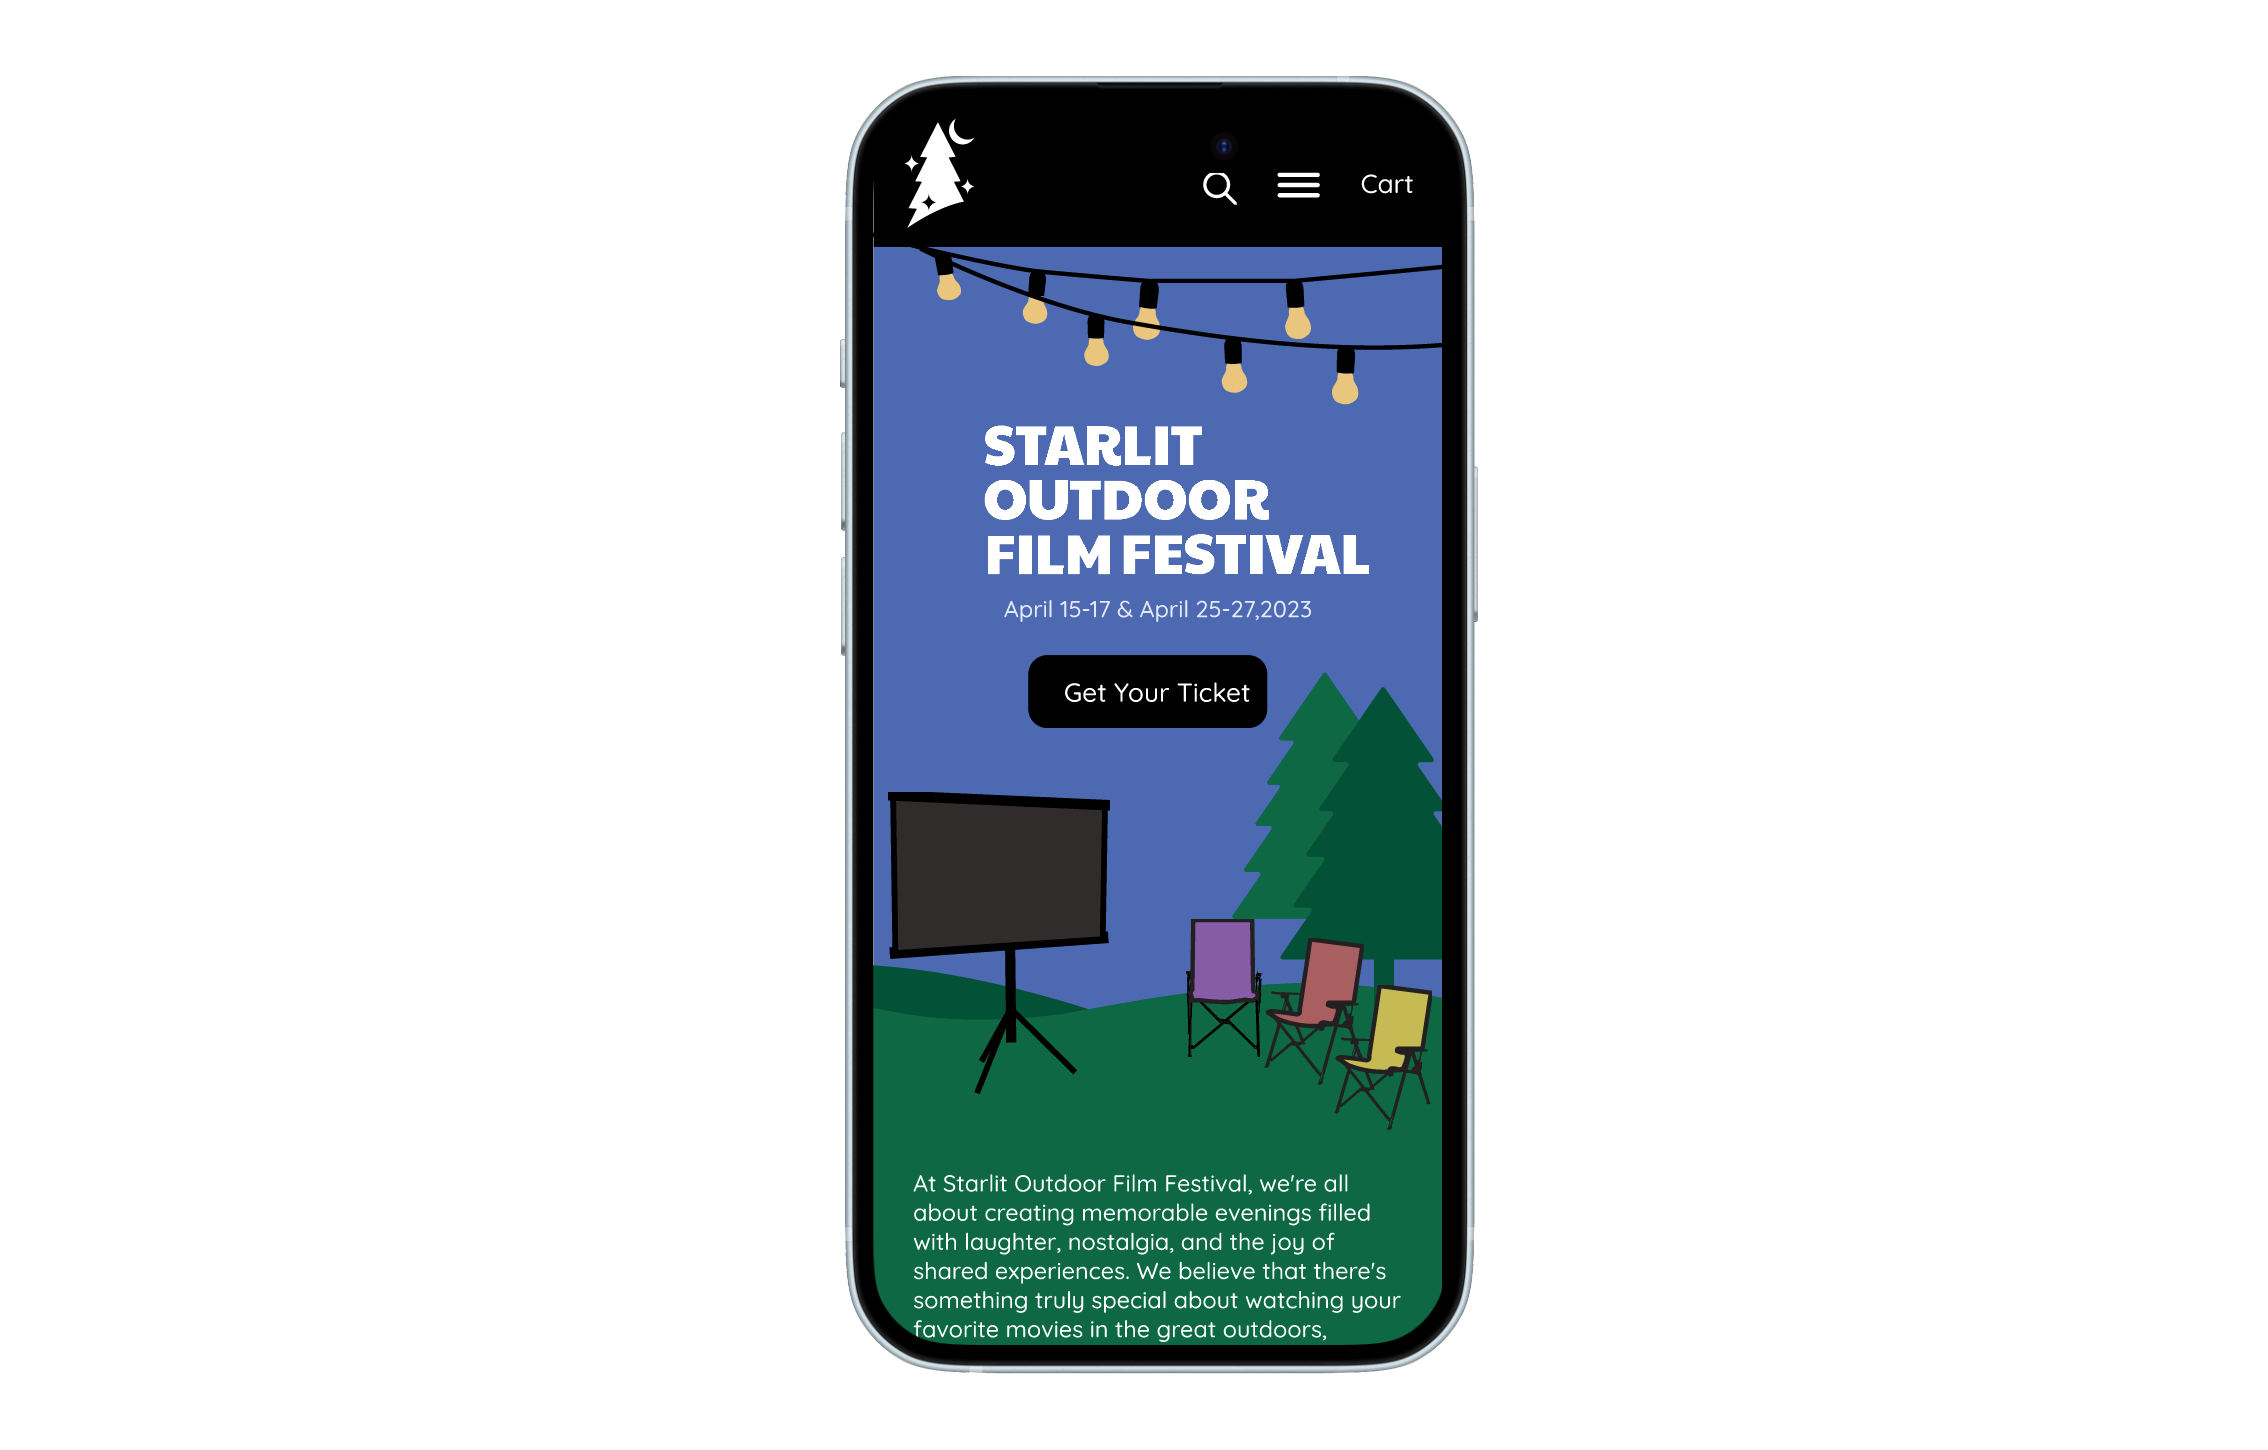 Cart
STARLIT
OUTDOOR
FILM FESTIVAL
April 15-17 & April 25-27,2023
Get Your Ticket
At Starlit Outdoor Film Festival, we're all
about creating memorable evenings filled
with laughter, nostalgia, and the joy of
shared experiences. We believe that there's
something truly special about watching your
favorite movies in the great outdoors,